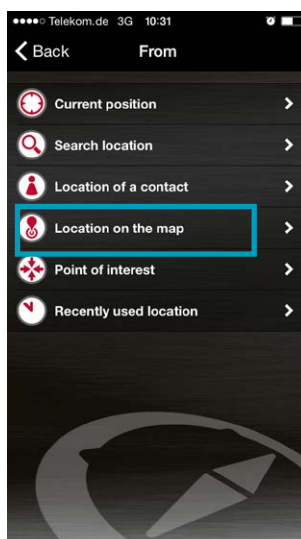 Telekom.de 3G 10:31
Back From
Current position
Search location
Location of a contact
Location on the map
Point of interest
Recently used location